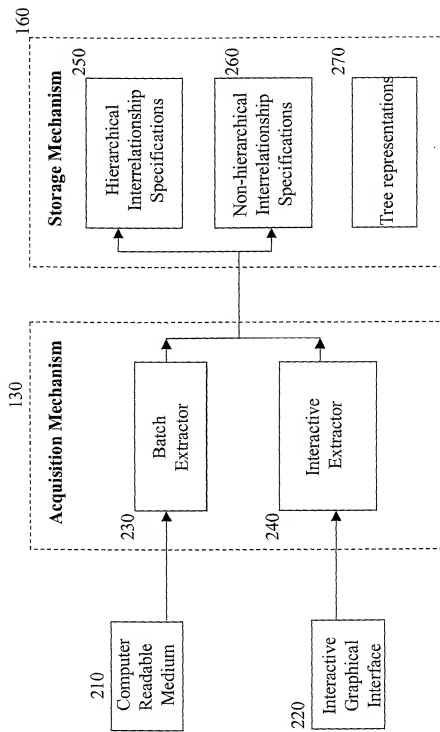 210
Computer
Readable
Medium
220
Interactive
Graphical
Interface
130
Acquisition Mechanism
230
Batch
Extractor
240
Interactive
Extractor
160
Storage Mechanism
250
Hierarchical
Interrelationship
Specifications
260
Non-hierarchical
Interrelationship
Specifications
270
Tree representations